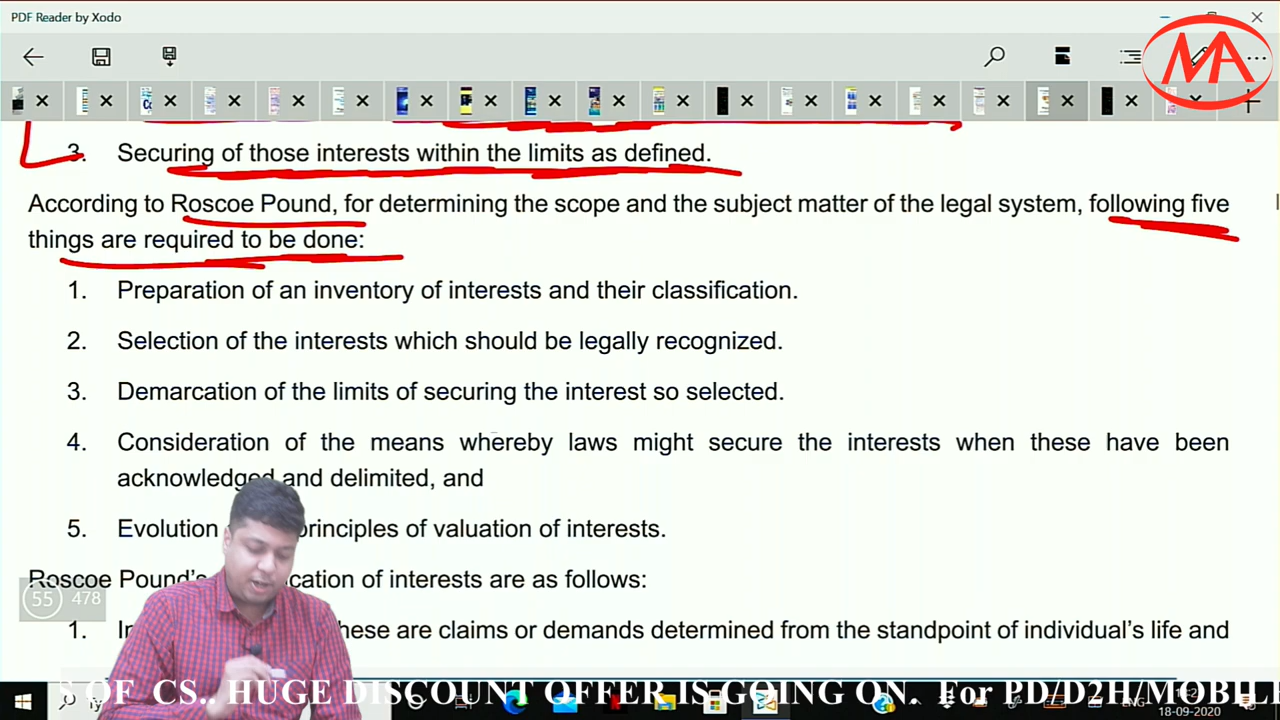 PDF Reader by Xodo
MA
3. Securing of those interests within the limits as defined.
According to Roscoe Pound, for determining the scope and the subject matter of the legal system, following five
things are required to be done:
1. Preparation of an inventory of interests and their classification.
2. Selection of the interests which should be legally recognized.
3. Demarcation of the limits of securing the interest so selected.
4. Consideration of the means whereby laws might secure the interests when these have been
acknowledged and delimited, and
5. Evolution principles of valuation of interests.
Roscoe Pound's of interests are as follows:
55 478
1. these are claims or demands determined from the standpoint of individual's life and
S OF CS.. HUGE DISCOUNT OFFER IS GOING ON. For PD/D2H/MOBILE
ENG
18-09-2020